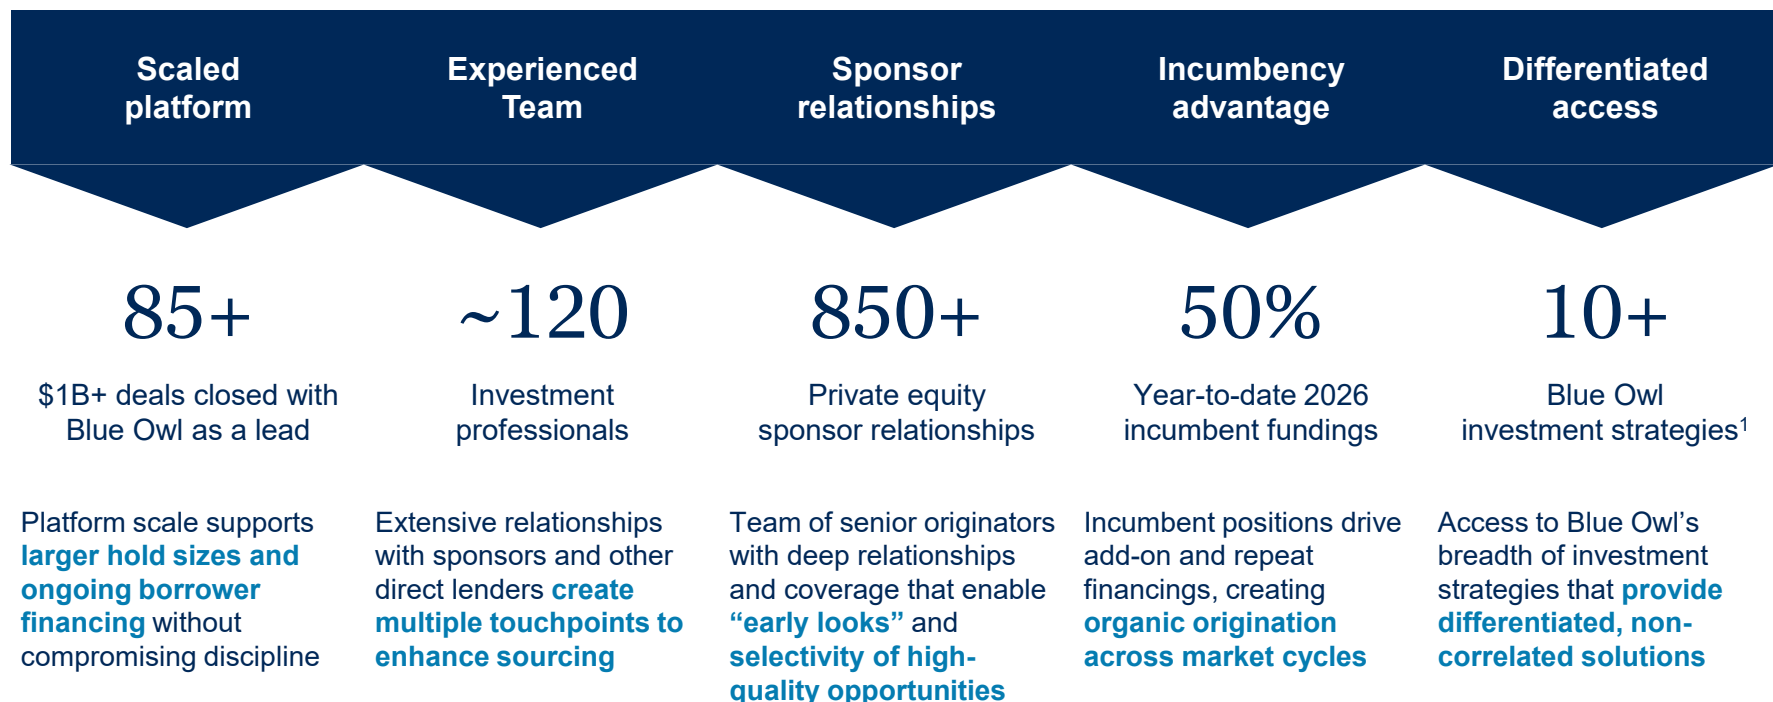 Scaled
platform
Experienced
Team
Sponsor
relationships
Incumbency
advantage
Differentiated
access
85+
~120
850+
50%
10+
$1B+ deals closed with
Blue Owl as a lead
Investment
professionals
Private equity
sponsor relationships
Year-to-date 2026
incumbent fundings
Blue Owl
investment strategies¹
Platform scale supports
larger hold sizes and
ongoing borrower
financing without
compromising discipline
Extensive relationships
with sponsors and other
direct lenders create
multiple touchpoints to
enhance sourcing
Team of senior originators
with deep relationships
and coverage that enable
“early looks” and
selectivity of high-
quality opportunities
Incumbent positions drive
add-on and repeat
financings, creating
organic origination
across market cycles
Access to Blue Owl’s
breadth of investment
strategies that provide
differentiated, non-
correlated solutions